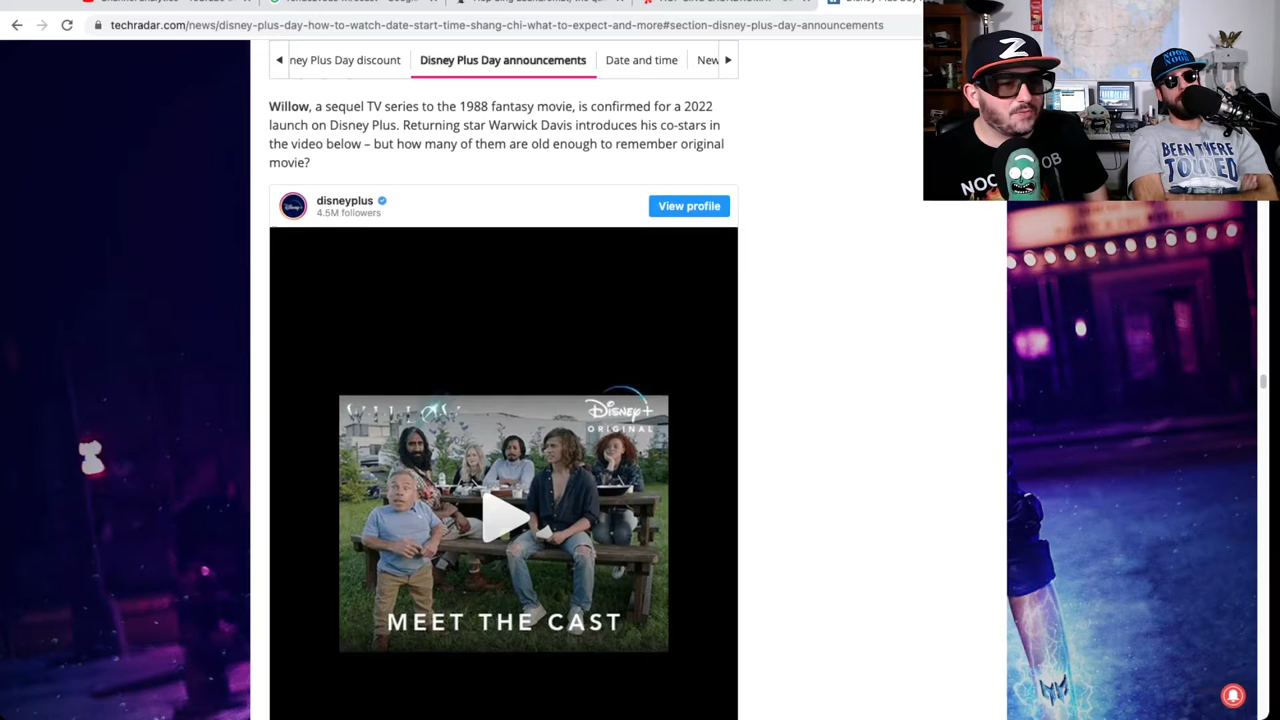 techradar.com/news/disney-plus-day-how-to-watch-date-start-time-shang-chi-what-to-expect-and-more#section-disney-plus-day-announcements
ney Plus Day discount
Disney Plus Day announcements
Date and time
New
Willow, a sequel TV series to the 1988 fantasy movie, is confirmed for a 2022
launch on Disney Plus. Returning star Warwick Davis introduces his co-stars in
the video below – but how many of them are old enough to remember original
movie?
disneyplus
4.5M followers
View profile
Disney+
ORIGINAL
MEET THE CAST
Z
NOOB
NOOB
BEEN THERE